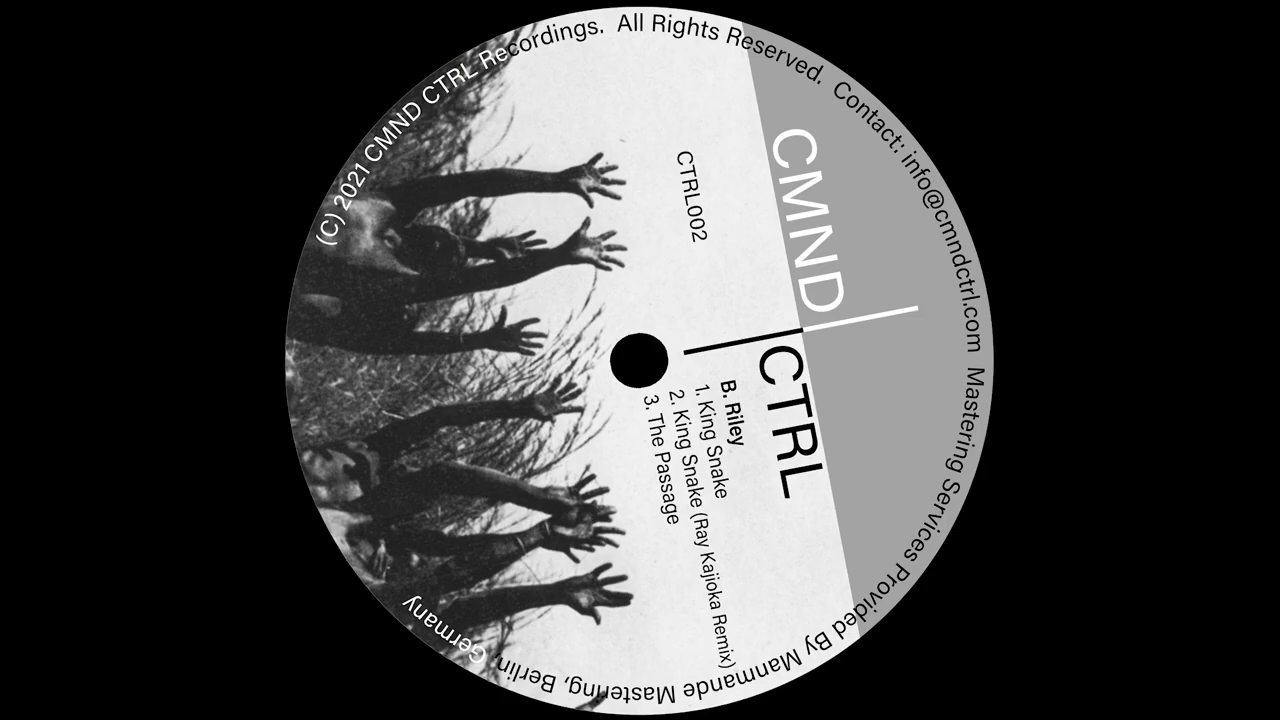 (C) 2021 CMND CTRL Recordings. All Rights Reserved. Contact: info@cmndctrl.com Mastering Services Provided By Manmande Mastering, Berlin, Germany
CMND
CTRL
CTRL002
B. Riley
1. King Snake
2. King Snake (Ray Kajioka Remix)
3. The Passage